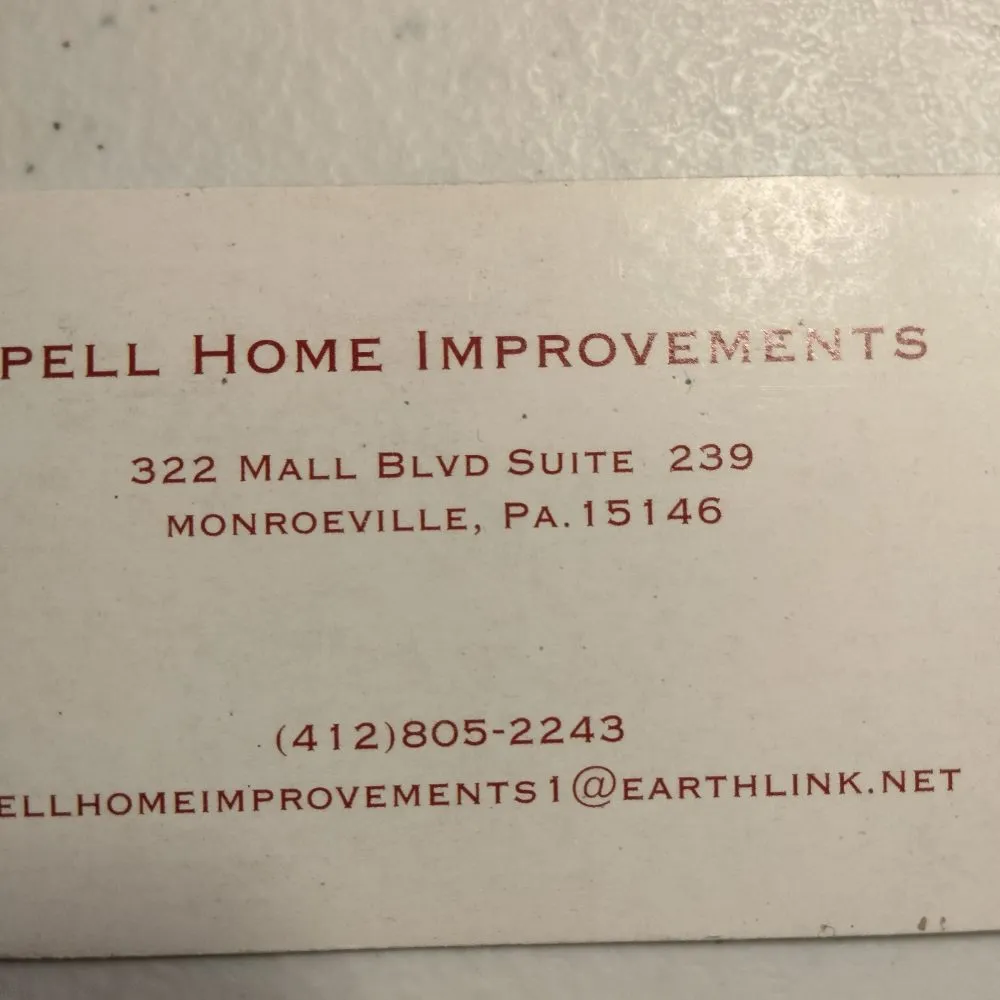 PELL HOME IMPROVEMENTS
322 MALL BLVD SUITE 239
MONROEVILLE, PA.15146
(412)805-2243
ELLHOMEIMPROVEMENTS1@EARTHLINK.NET